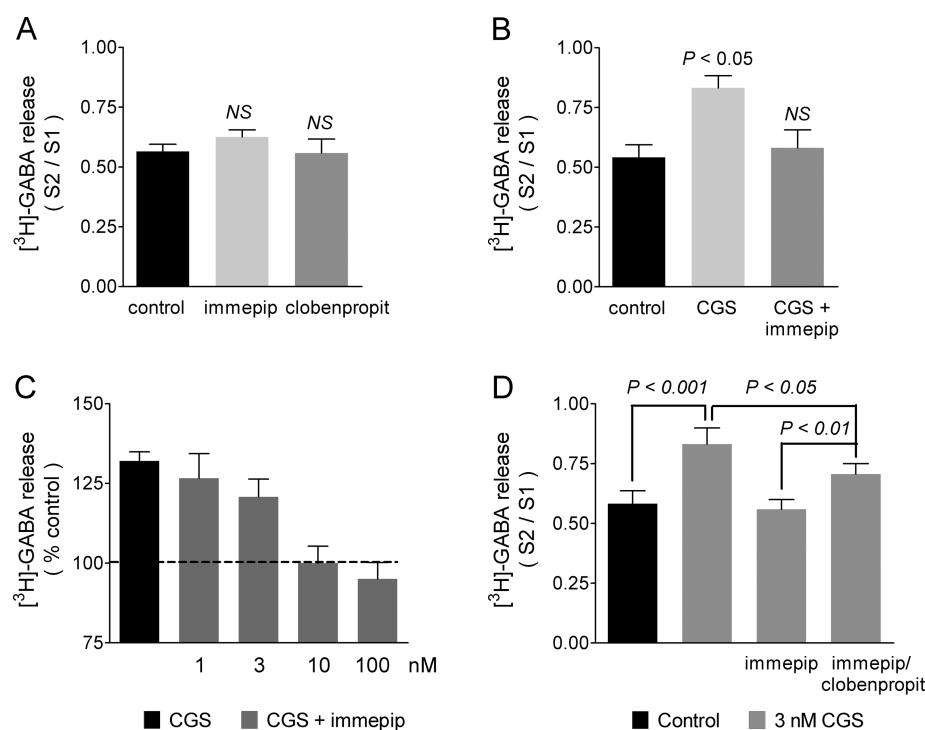 A
[³H]-GABA release
( S2 / S1 )
1.00
0.75
0.50
0.25
0.00
NS
NS
control immepip clobenpropit
B
[³H]-GABA release
( S2 / S1 )
1.00
0.75
0.50
0.25
0.00
P < 0.05
NS
control CGS CGS +
immepip
C
[³H]-GABA release
( % control )
150
125
100
75
1 3 10 100 nM
CGS CGS + immepip
D
[³H]-GABA release
( S2 / S1 )
1.00
0.75
0.50
0.25
0.00
P < 0.001 P < 0.05
P < 0.01
immepip immepip/
clobenpropit
Control 3 nM CGS